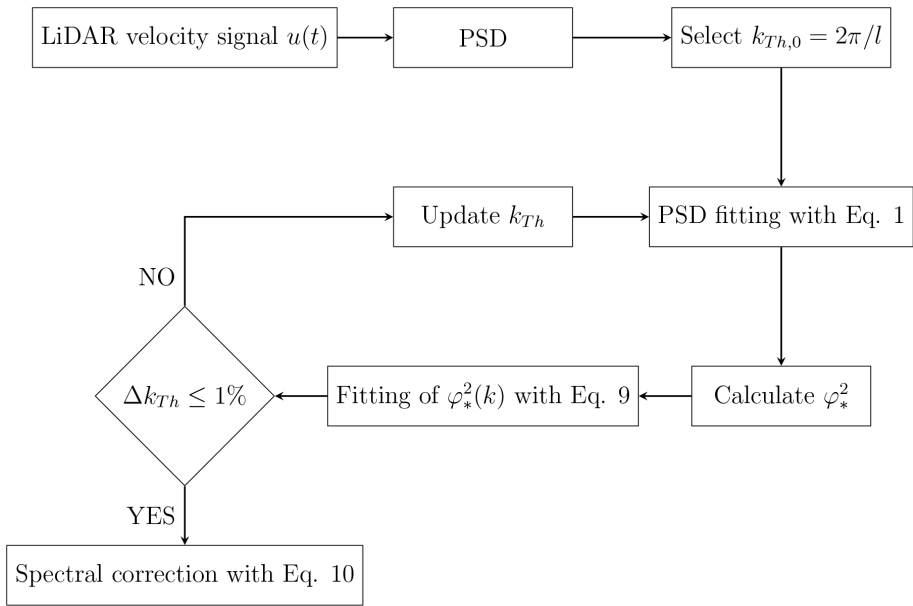 LiDAR velocity signal u(t)
PSD
Select k_{Th,0} = 2π/l
Update k_{Th}
PSD fitting with Eq. 1
NO
Δk_{Th} ≤ 1%
Fitting of φ_*^2(k) with Eq. 9
Calculate φ_*^2
YES
Spectral correction with Eq. 10